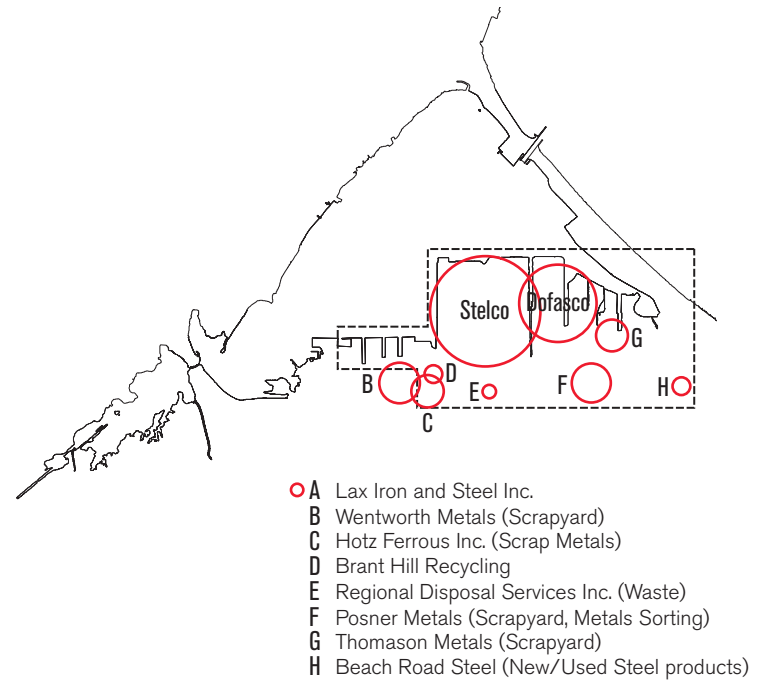 Stelco
Dofasco
G
B
D
E
F
H
C
A Lax Iron and Steel Inc.
B Wentworth Metals (Scrapyard)
C Hotz Ferrous Inc. (Scrap Metals)
D Brant Hill Recycling
E Regional Disposal Services Inc. (Waste)
F Posner Metals (Scrapyard, Metals Sorting)
G Thomason Metals (Scrapyard)
H Beach Road Steel (New/Used Steel products)